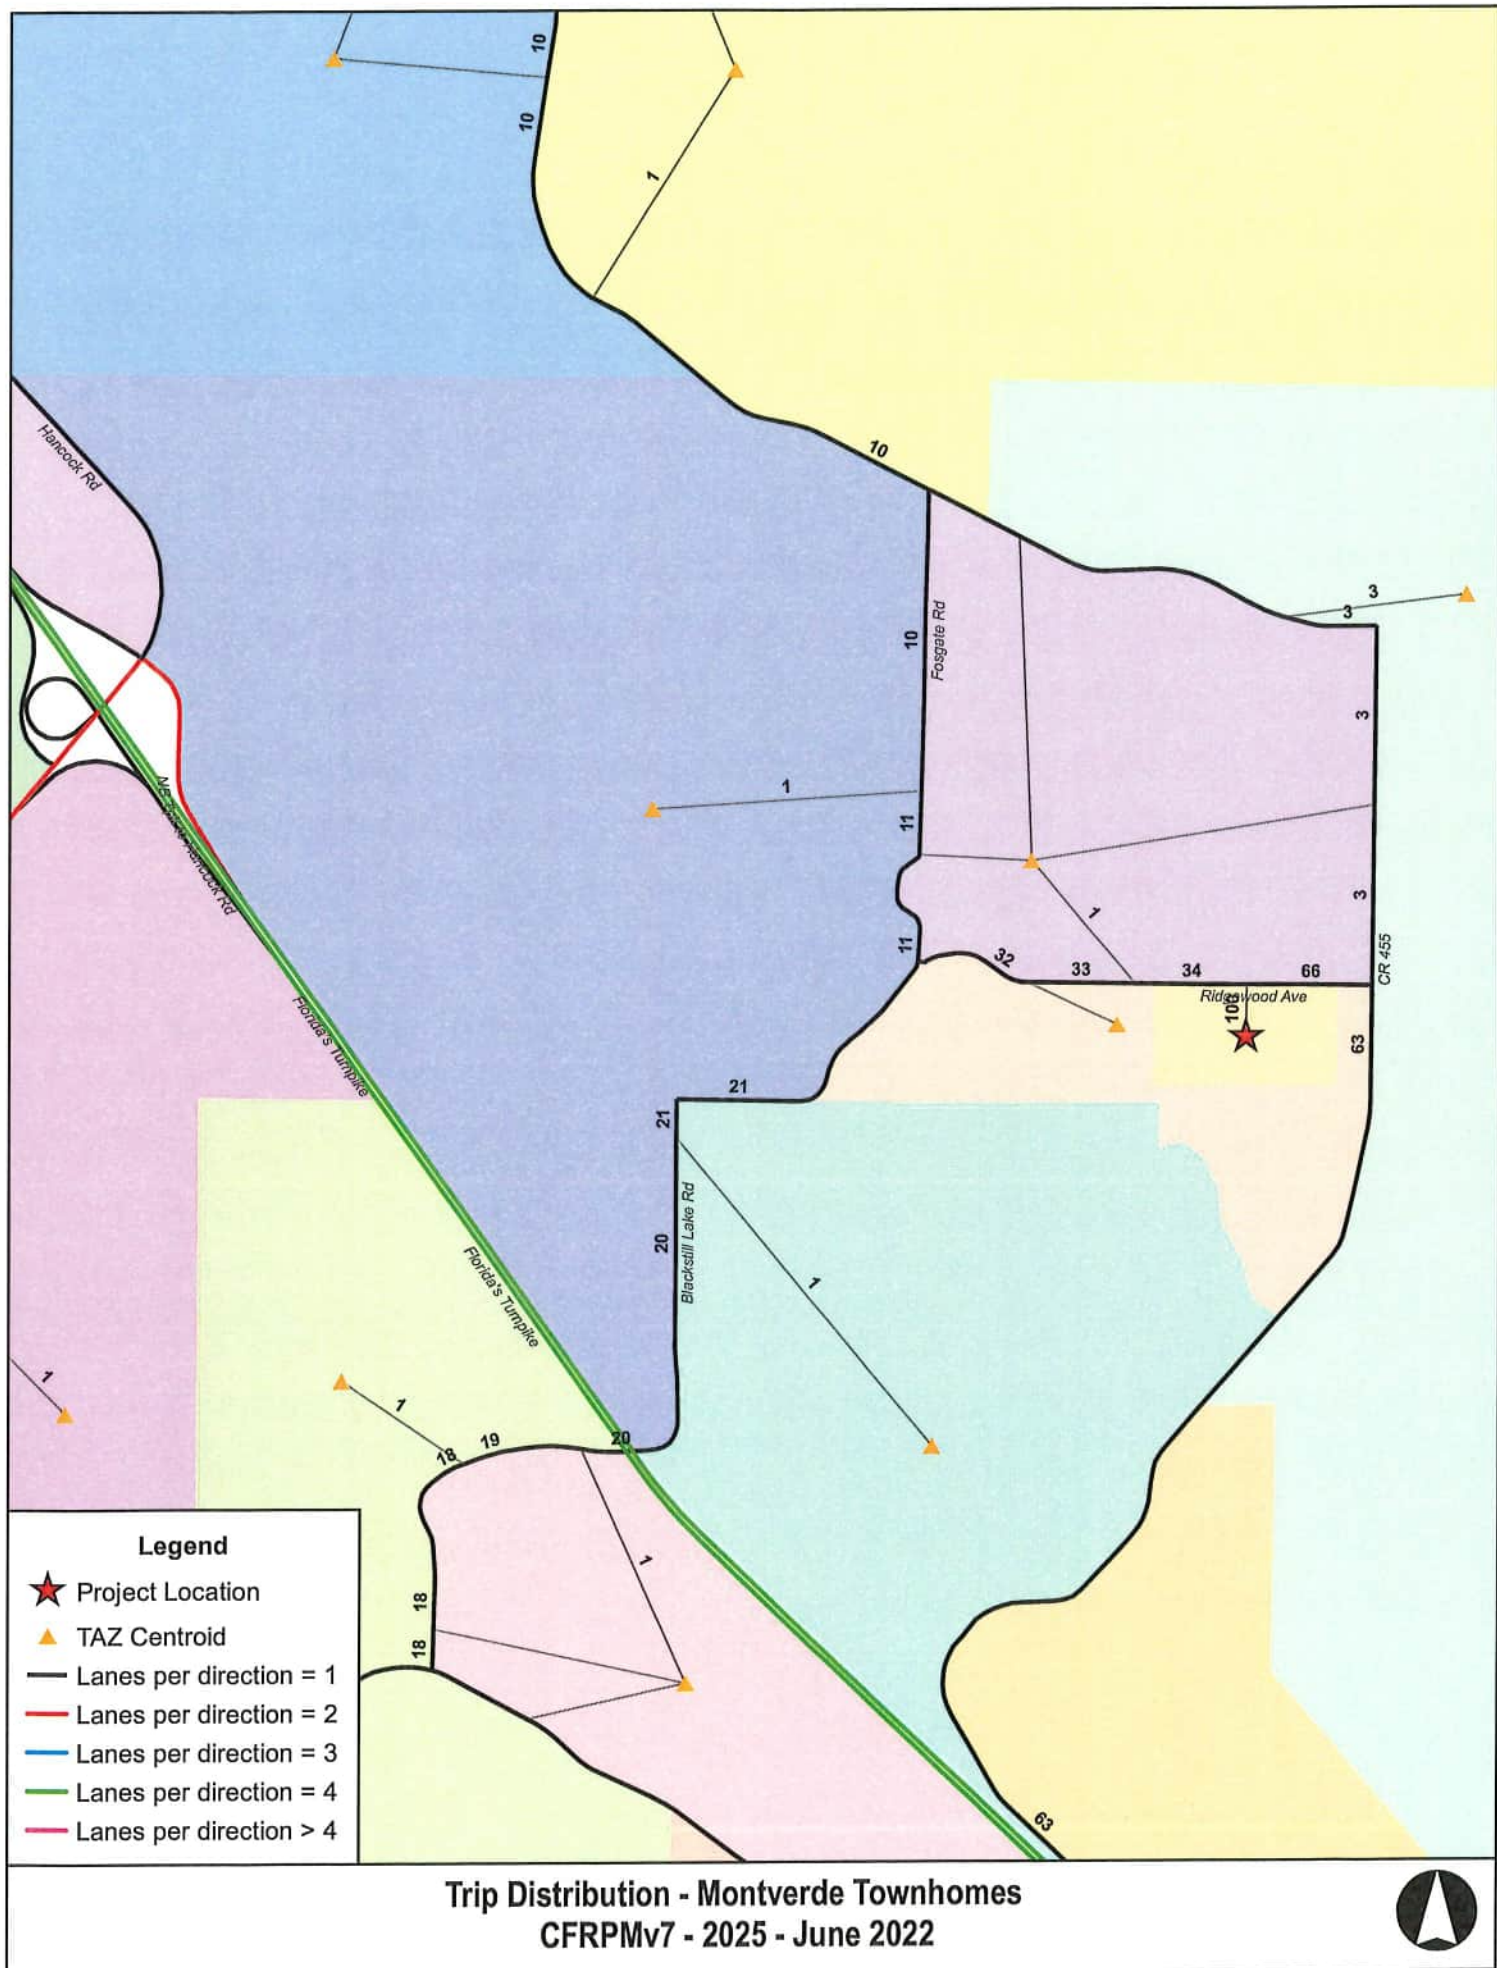 10
10
1
10
Hancock Rd
3
3
10
Fosgate Rd
3
1
11
3
1
11
32
33
34
66
CR 455
Ridgewood Ave
100
63
Florida's Turnpike
21
21
20
Blackstill Lake Rd
1
Florida's Turnpike
1
1
18
19
20
1
18
18
63
Legend
Project Location
TAZ Centroid
Lanes per direction = 1
Lanes per direction = 2
Lanes per direction = 3
Lanes per direction = 4
Lanes per direction > 4
Trip Distribution - Montverde Townhomes
CFRPMv7 - 2025 - June 2022